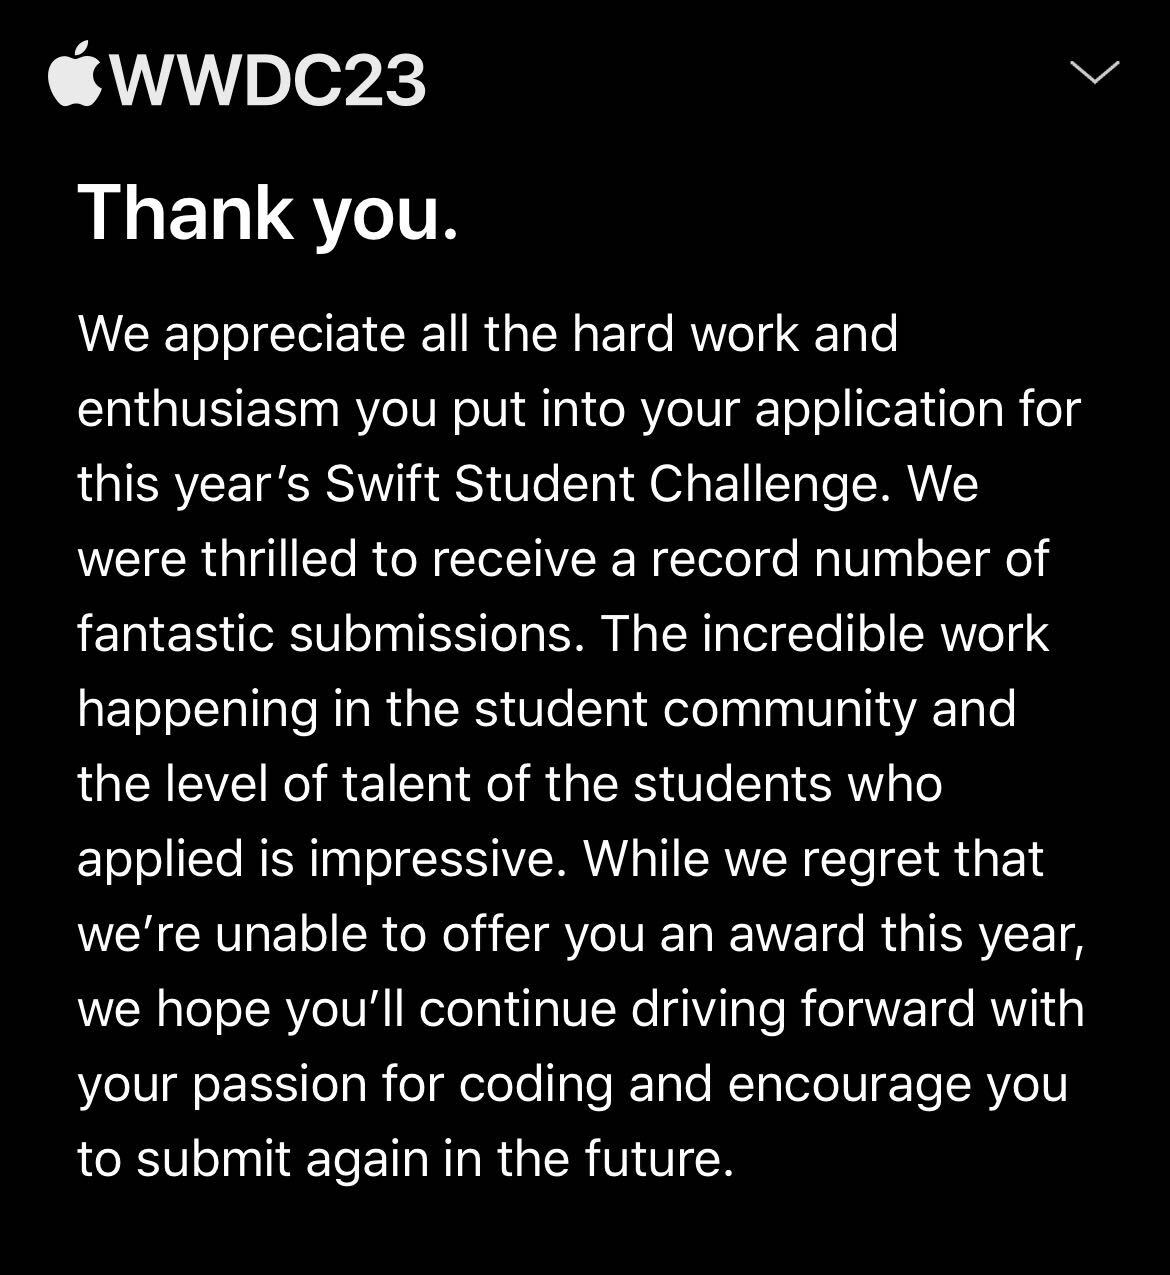 WWDC23
Thank you.
We appreciate all the hard work and
enthusiasm you put into your application for
this year’s Swift Student Challenge. We
were thrilled to receive a record number of
fantastic submissions. The incredible work
happening in the student community and
the level of talent of the students who
applied is impressive. While we regret that
we’re unable to offer you an award this year,
we hope you’ll continue driving forward with
your passion for coding and encourage you
to submit again in the future.